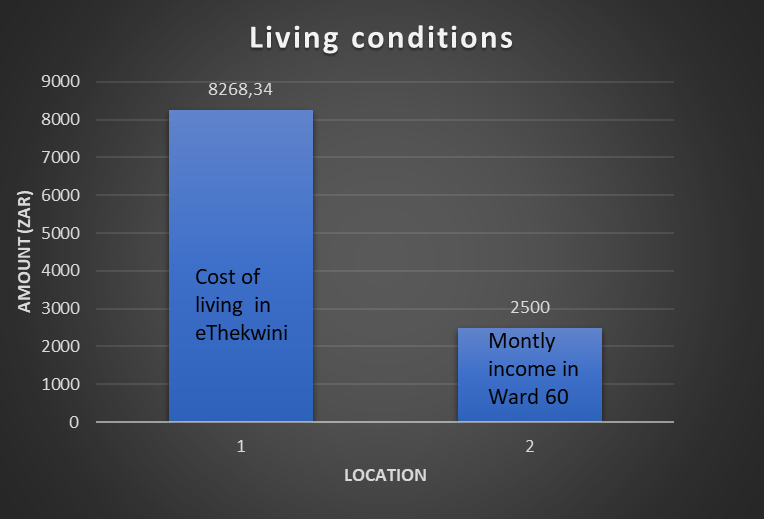 Living conditions
9000
8000
7000
6000
5000
4000
3000
2000
1000
0
AMOUNT (ZAR)
8268,34
Cost of
living in
eThekwini
2500
Montly
income in
Ward 60
1
2
LOCATION